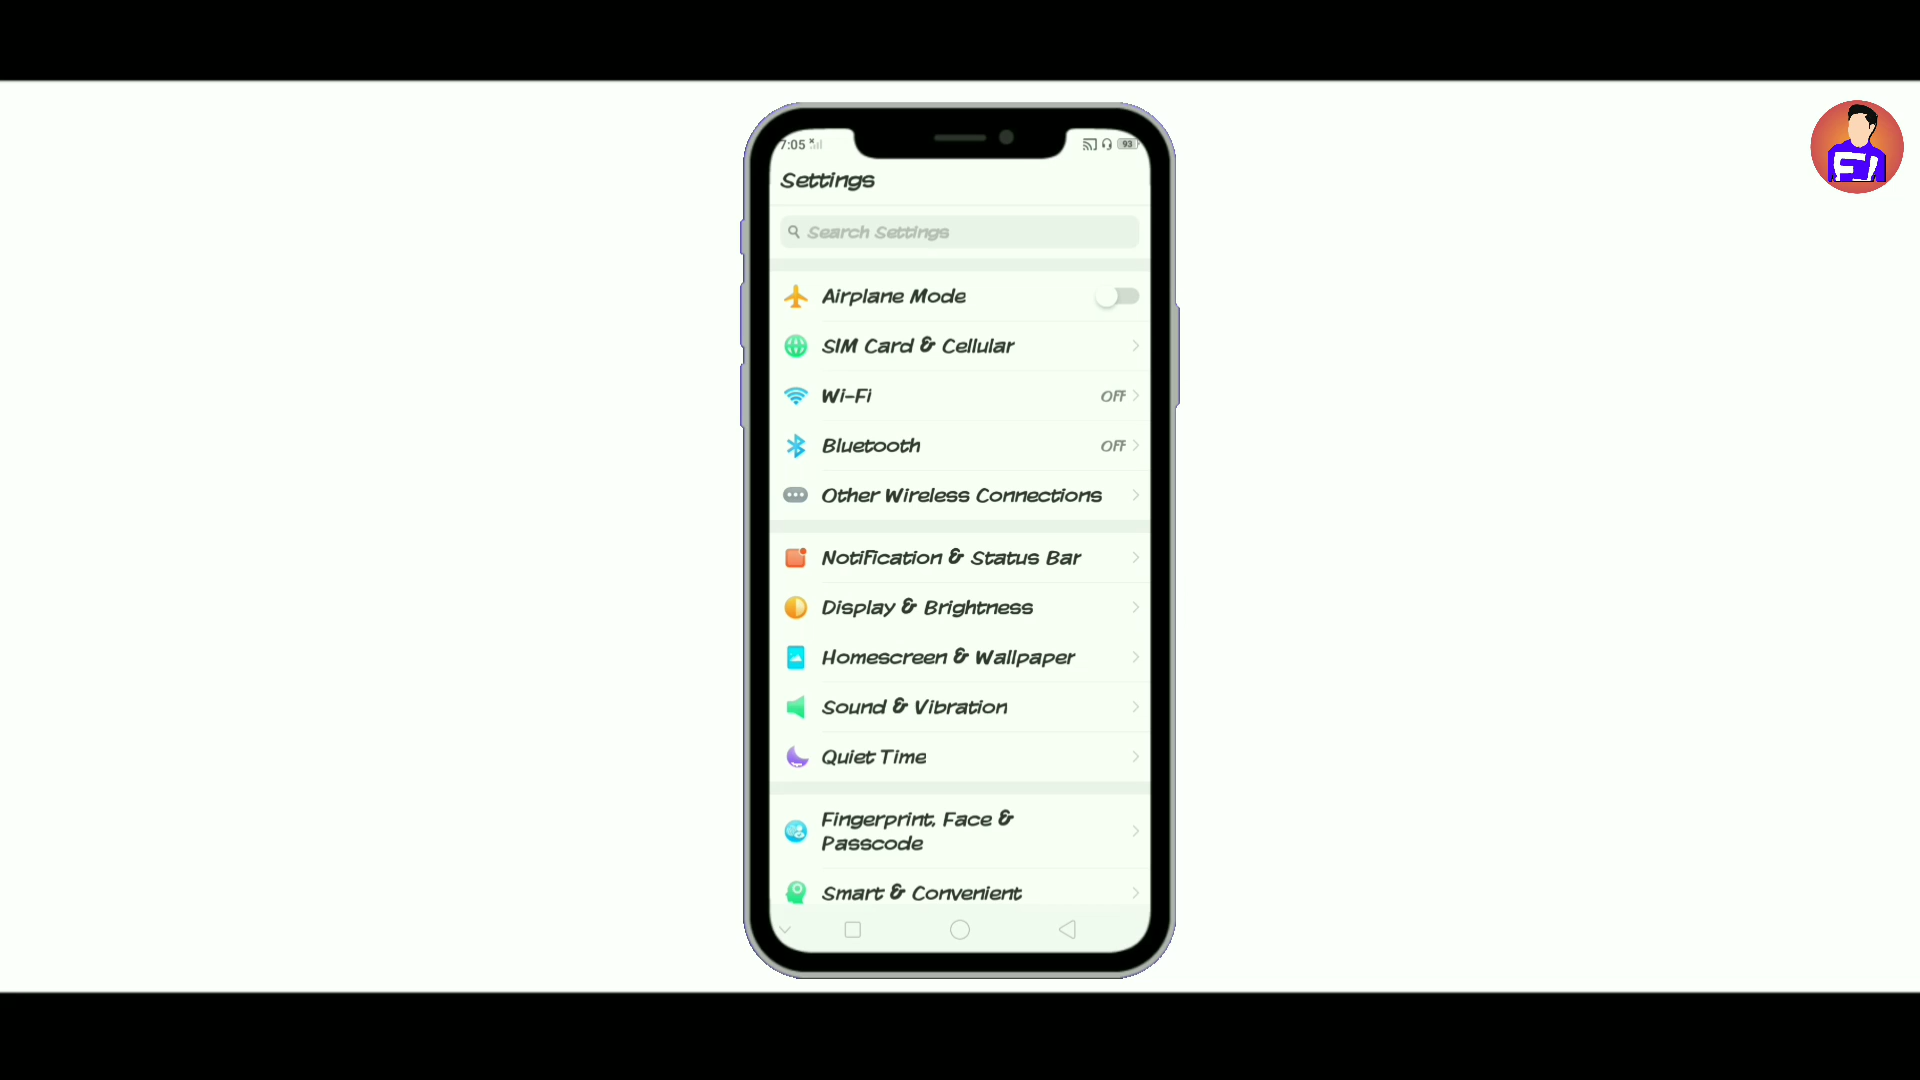 7:05
93
Settings
Search Settings
Airplane Mode
SIM Card & Cellular
Wi-Fi OFF
Bluetooth OFF
Other Wireless Connections
Notification & Status Bar
Display & Brightness
Homescreen & Wallpaper
Sound & Vibration
Quiet Time
Fingerprint, Face &
Passcode
Smart & Convenient